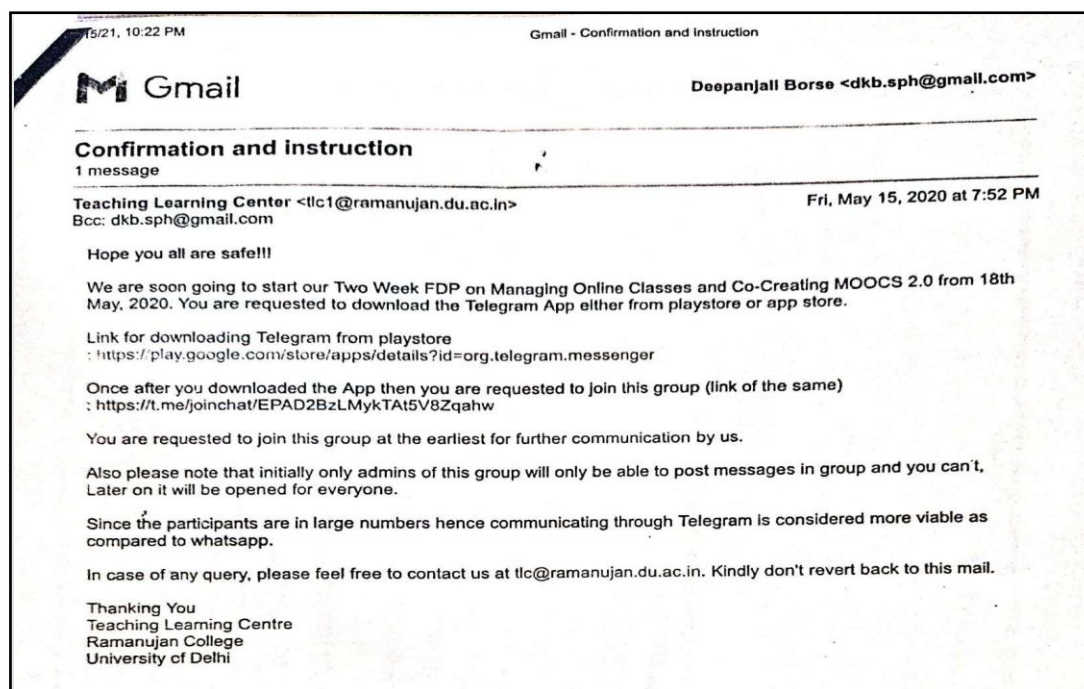 5/21, 10:22 PM
Gmail - Confirmation and instruction
Gmail
Deepanjali Borse <dkb.sph@gmail.com>
Confirmation and instruction
1 message
Teaching Learning Center <tlc1@ramanujan.du.ac.in>
Fri, May 15, 2020 at 7:52 PM
Bcc: dkb.sph@gmail.com
Hope you all are safe!!!
We are soon going to start our Two Week FDP on Managing Online Classes and Co-Creating MOOCS 2.0 from 18th
May, 2020. You are requested to download the Telegram App either from playstore or app store.
Link for downloading Telegram from playstore
: https://play.google.com/store/apps/details?id=org.telegram.messenger
Once after you downloaded the App then you are requested to join this group (link of the same)
: https://t.me/joinchat/EPAD2BzLMykTAt5V8Zqahw
You are requested to join this group at the earliest for further communication by us.
Also please note that initially only admins of this group will only be able to post messages in group and you can't,
Later on it will be opened for everyone.
Since the participants are in large numbers hence communicating through Telegram is considered more viable as
compared to whatsapp.
In case of any query, please feel free to contact us at tlc@ramanujan.du.ac.in. Kindly don't revert back to this mail.
Thanking You
Teaching Learning Centre
Ramanujan College
University of Delhi